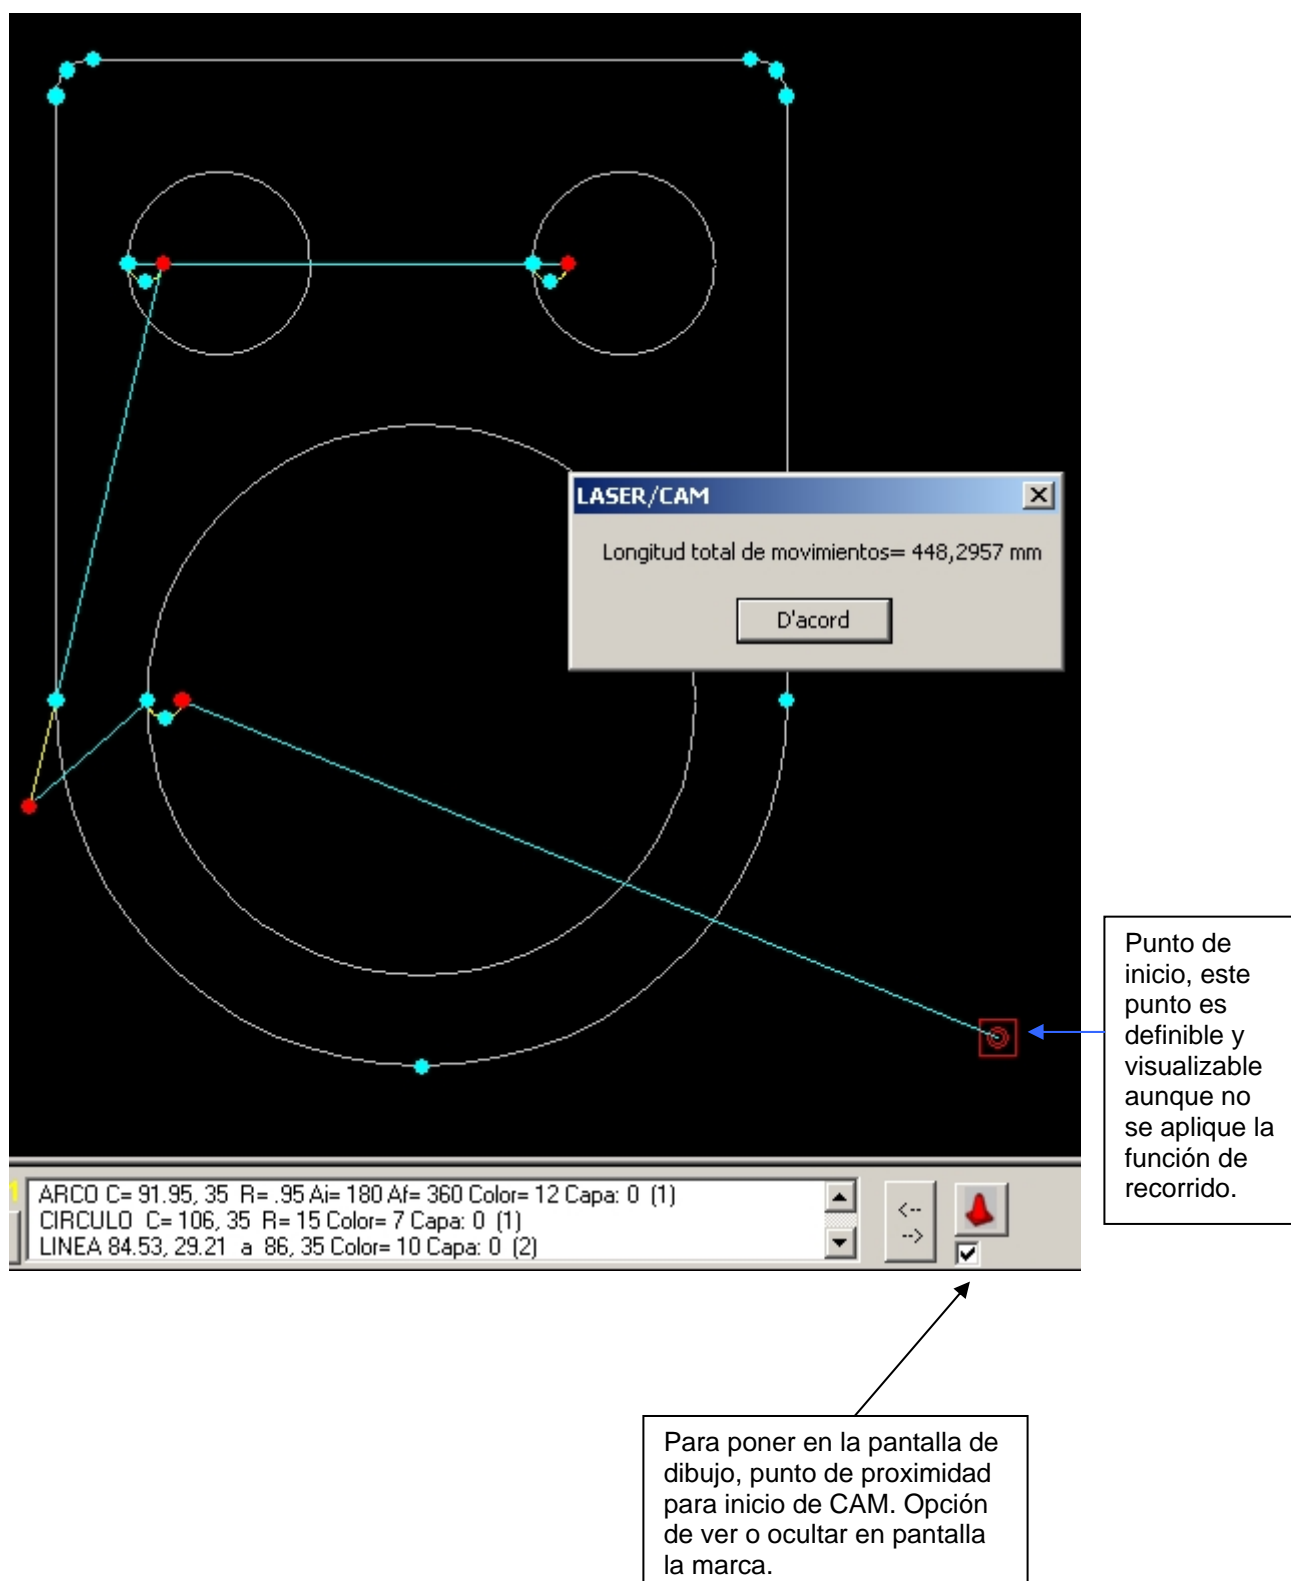 LASER/CAM
Longitud total de movimientos= 448,2957 mm
D'acord
Punto de
inicio, este
punto es
definible y
visualizable
aunque no
se aplique la
función de
recorrido.
1
ARCO C= 91.95, 35 R= .95 Ai= 180 Af= 360 Color= 12 Capa: 0 (1)
CIRCULO C= 106, 35 R= 15 Color= 7 Capa: 0 (1)
LINEA 84.53, 29.21 a 86, 35 Color= 10 Capa: 0 (2)
<--
-->
Para poner en la pantalla de
dibujo, punto de proximidad
para inicio de CAM. Opción
de ver o ocultar en pantalla
la marca.